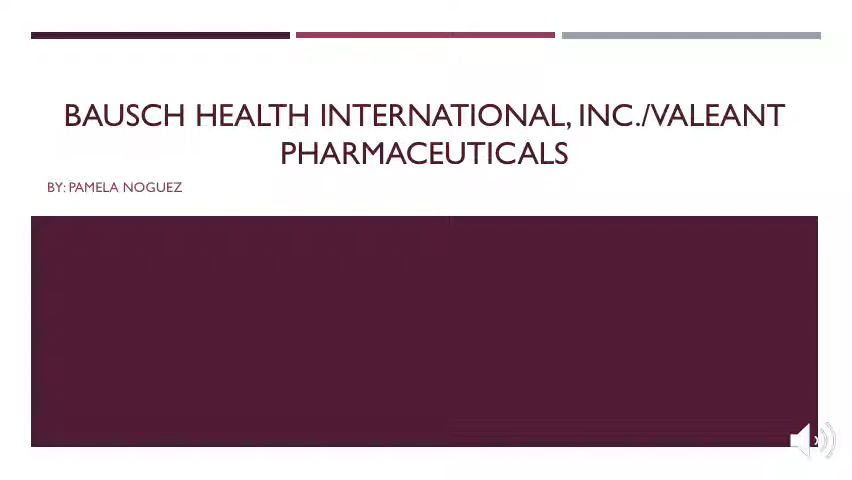 BAUSCH HEALTH INTERNATIONAL, INC./VALEANT
PHARMACEUTICALS
BY: PAMELA NOGUEZ